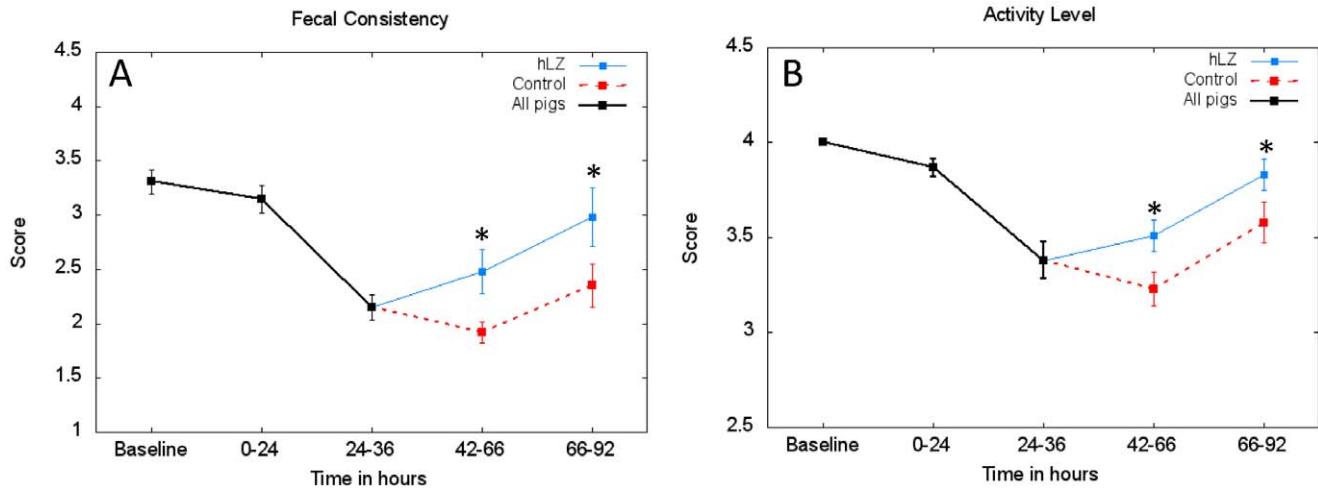 Fecal Consistency
A
hLZ
Control
All pigs
4.5
4
3.5
3
2.5
2
1.5
1
Score
*
*
Baseline 0-24 24-36 42-66 66-92
Time in hours
Activity Level
B
hLZ
Control
All pigs
4.5
4
3.5
3
2.5
Score
*
*
Baseline 0-24 24-36 42-66 66-92
Time in hours